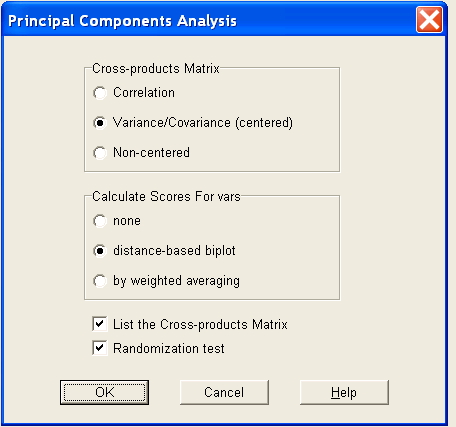 Principal Components Analysis
Cross-products Matrix
Correlation
Variance/Covariance (centered)
Non-centered
Calculate Scores For vars
none
distance-based biplot
by weighted averaging
List the Cross-products Matrix
Randomization test
OK Cancel Help